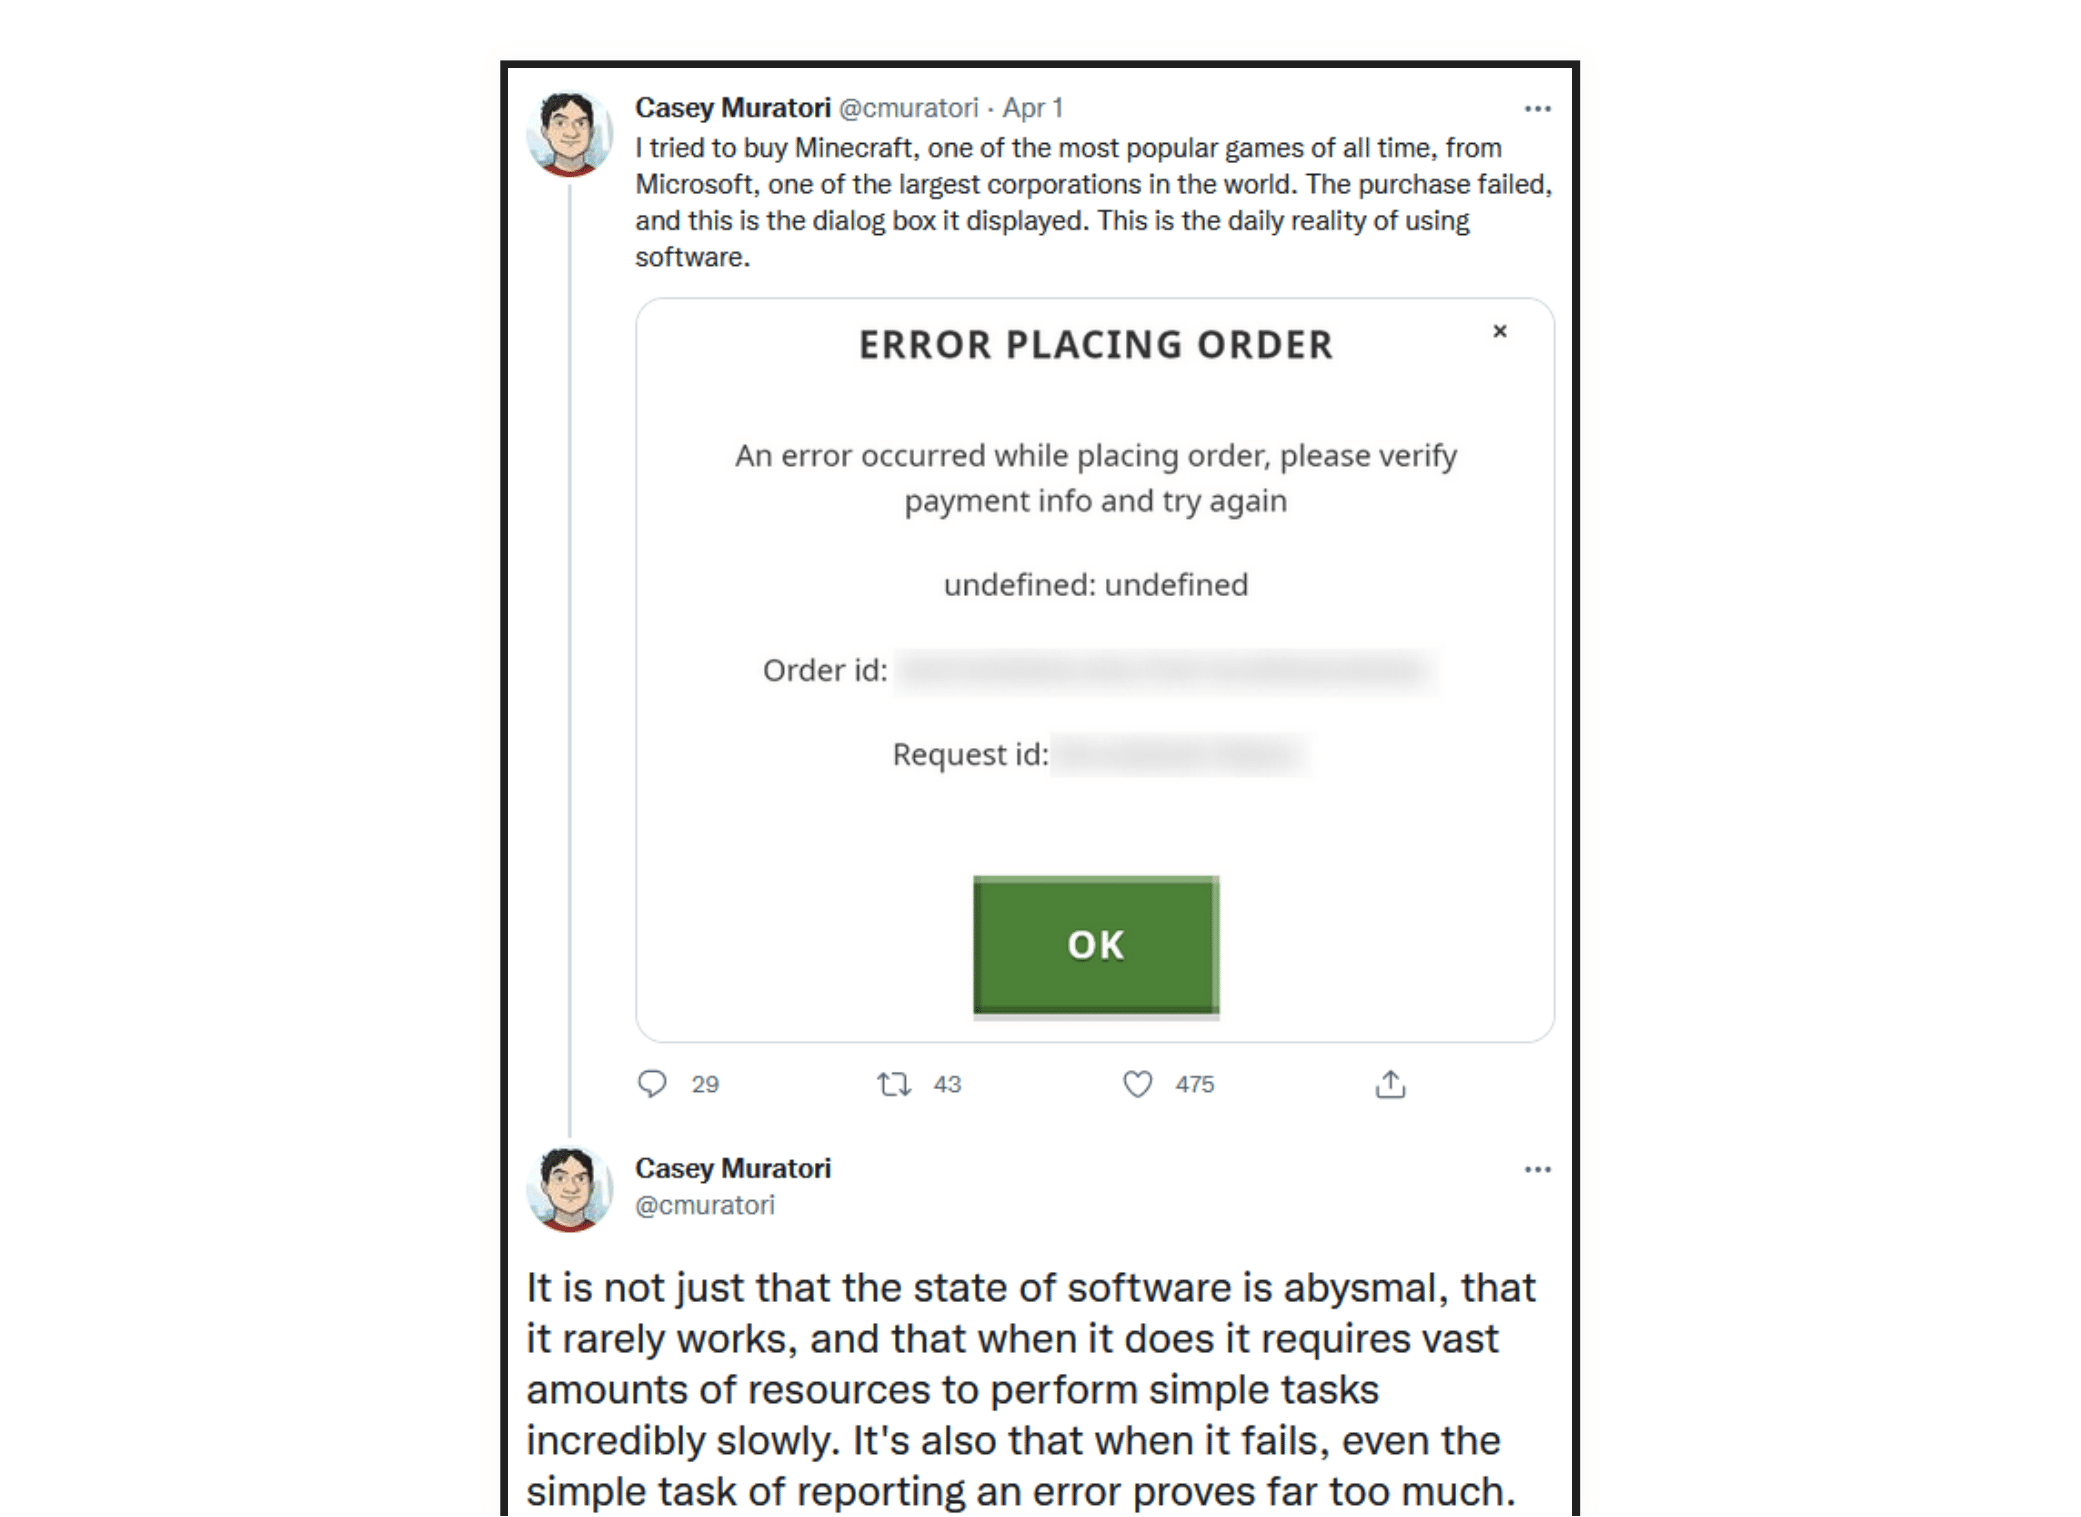 Casey Muratori @cmuratori · Apr 1
I tried to buy Minecraft, one of the most popular games of all time, from
Microsoft, one of the largest corporations in the world. The purchase failed,
and this is the dialog box it displayed. This is the daily reality of using
software.
ERROR PLACING ORDER
An error occurred while placing order, please verify
payment info and try again
undefined: undefined
Order id:
Request id:
OK
29 43 475
Casey Muratori
@cmuratori
It is not just that the state of software is abysmal, that
it rarely works, and that when it does it requires vast
amounts of resources to perform simple tasks
incredibly slowly. It's also that when it fails, even the
simple task of reporting an error proves far too much.